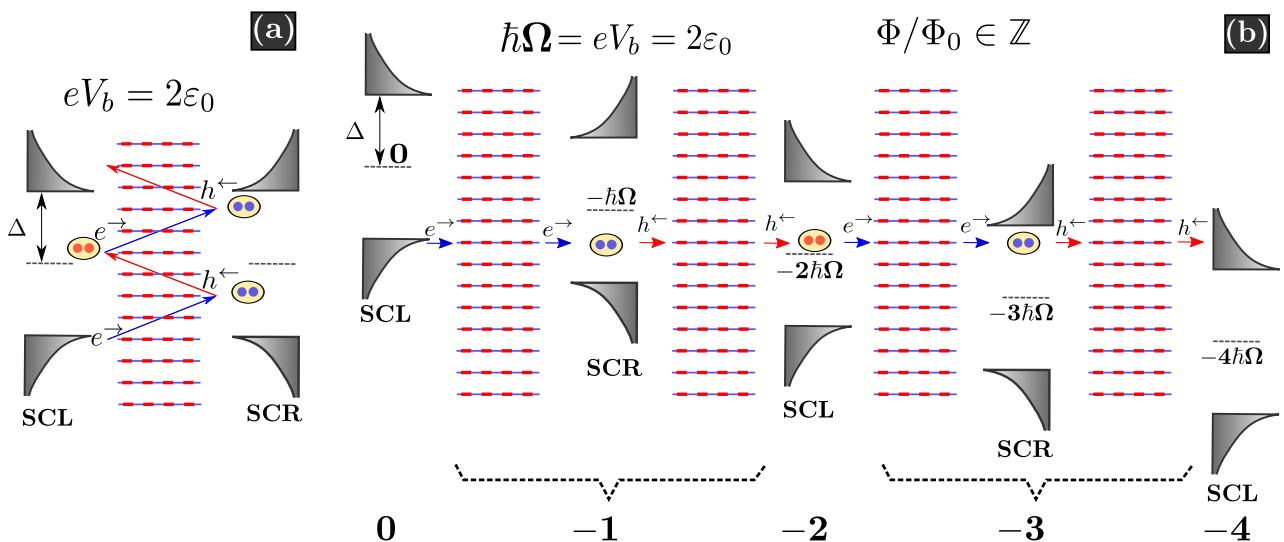 (a)
eV_b = 2ε_0
Δ
h^←
e^→
h^←
e^→
SCL
SCR
ħΩ = eV_b = 2ε_0
Φ/Φ_0 ∈ ℤ
(b)
Δ
0
e^→
SCL
e^→
−ħΩ
h^←
SCR
h^←
e^→
−2ħΩ
SCL
e^→
h^←
−3ħΩ
SCR
h^←
−4ħΩ
SCL
0
−1
−2
−3
−4